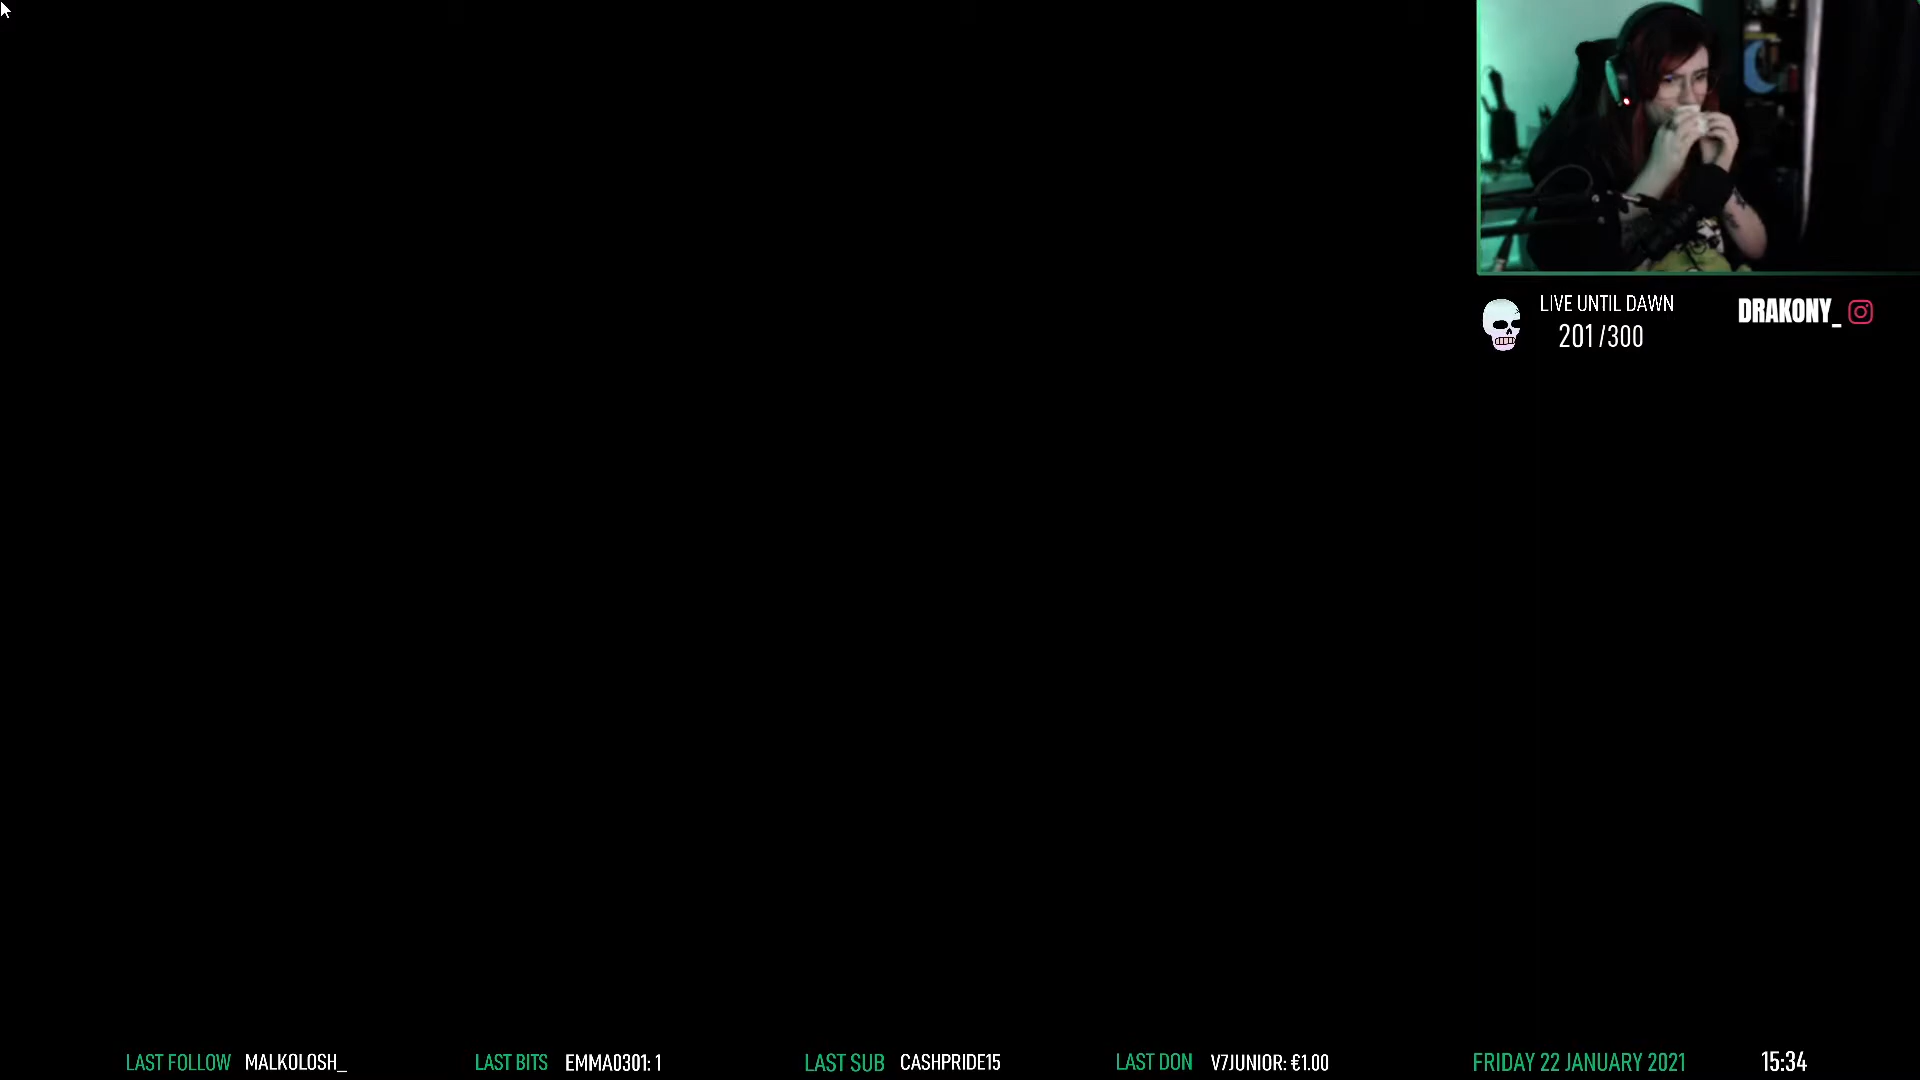 LIVE UNTIL DAWN
201/300
DRAKONY_
LAST FOLLOW MALKOLOSH_
LAST BITS EMMA0301: 1
LAST SUB CASHPRIDE15
LAST DON V7JUNIOR: €1.00
FRIDAY 22 JANUARY 2021
15:34